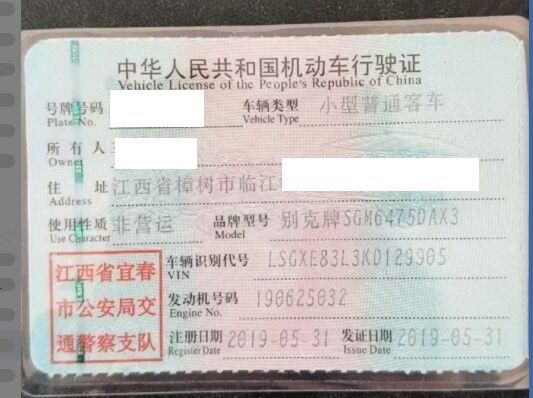 中华人民共和国机动车行驶证
Vehicle License of the People's Republic of China
号牌号码 车辆类型 小型普通客车
Plate No. Vehicle Type
所有人
Owner
住址 江西省樟树市临江
Address
使用性质 非营运 品牌型号 别克牌SGM6475DAX3
Use Character Model
江西省宜春
市公安局交
通警察支队
车辆识别代号 LSGXE83L3KD129905
VIN
发动机号码 190625032
Engine No.
注册日期 2019-05-31 发证日期 2019-05-31
Register Date Issue Date